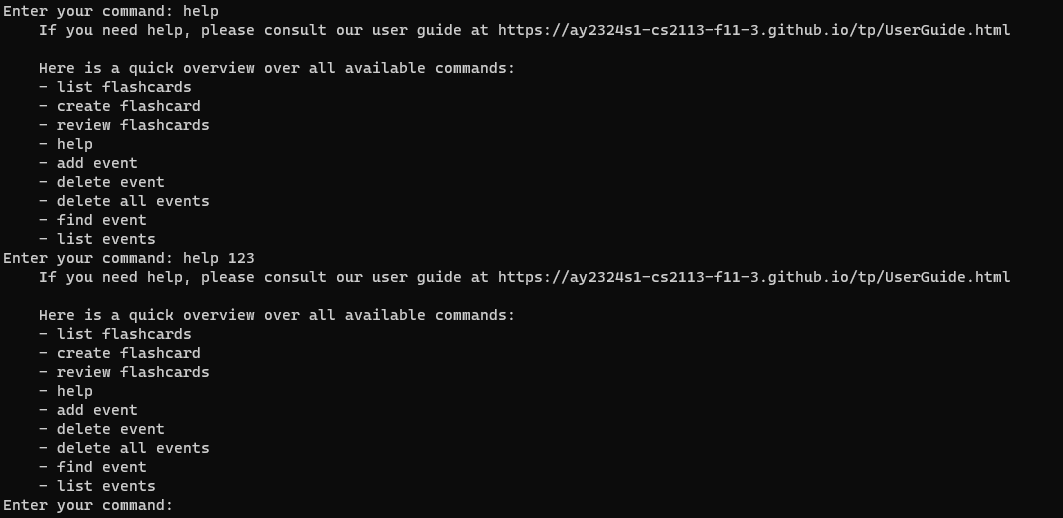 Enter your command: help
If you need help, please consult our user guide at https://ay2324s1-cs2113-f11-3.github.io/tp/UserGuide.html
Here is a quick overview over all available commands:
- list flashcards
- create flashcard
- review flashcards
- help
- add event
- delete event
- delete all events
- find event
- list events
Enter your command: help 123
If you need help, please consult our user guide at https://ay2324s1-cs2113-f11-3.github.io/tp/UserGuide.html
Here is a quick overview over all available commands:
- list flashcards
- create flashcard
- review flashcards
- help
- add event
- delete event
- delete all events
- find event
- list events
Enter your command: